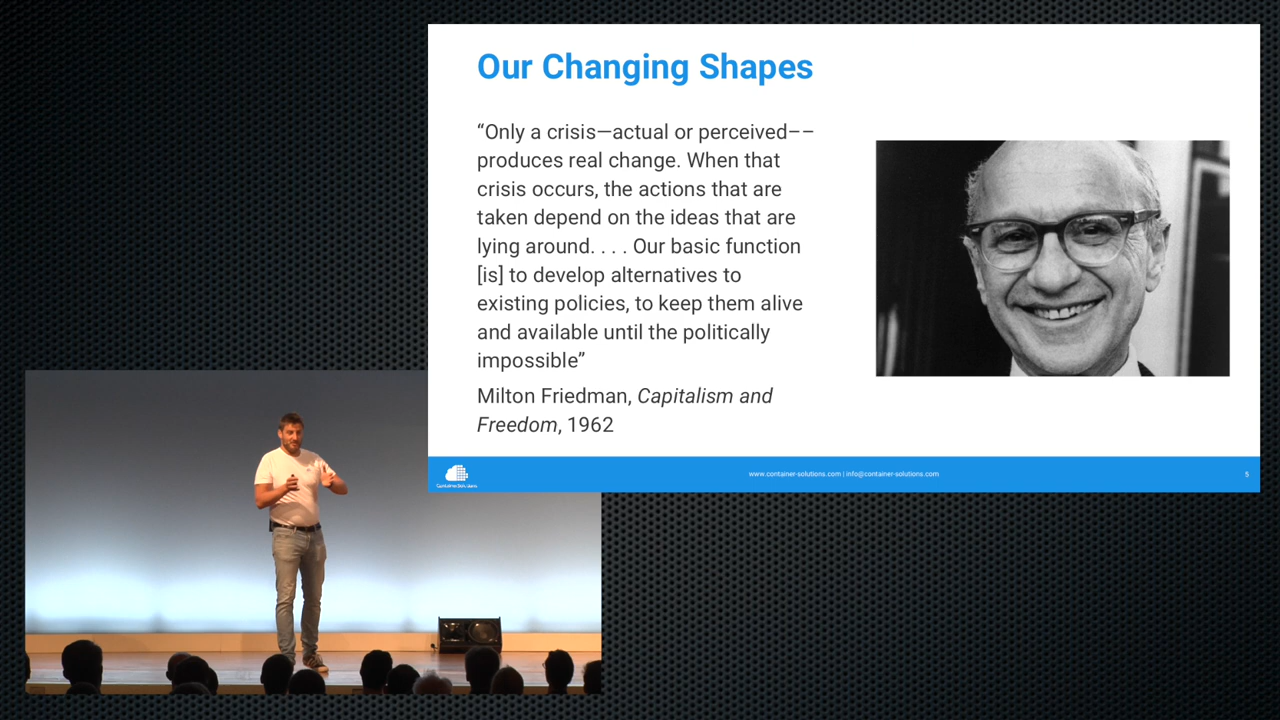 Our Changing Shapes
“Only a crisis—actual or perceived––
produces real change. When that
crisis occurs, the actions that are
taken depend on the ideas that are
lying around. . . . Our basic function
[is] to develop alternatives to
existing policies, to keep them alive
and available until the politically
impossible”
Milton Friedman, Capitalism and
Freedom, 1962
Container Solutions
www.container-solutions.com | info@container-solutions.com
5